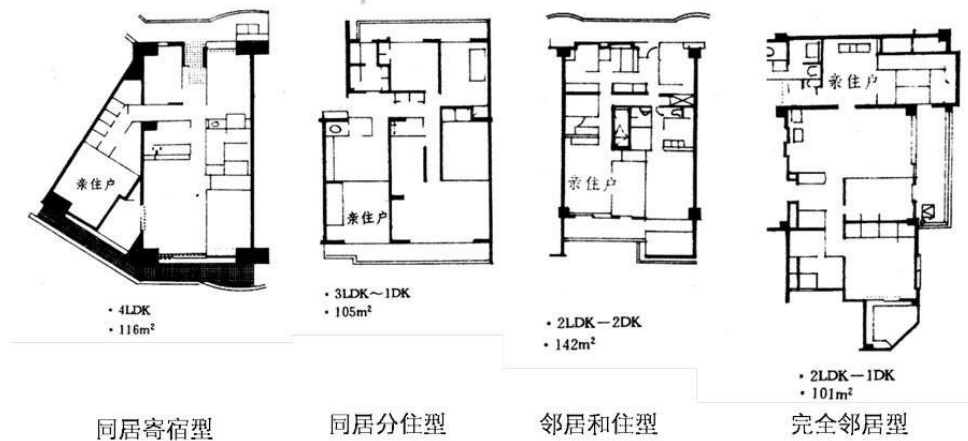 亲住户
• 4LDK
• 116m²
同居寄宿型
亲住户
• 3LDK～1DK
• 105m²
同居分住型
亲住户
• 2LDK－2DK
• 142m²
邻居和住型
亲住户
• 2LDK－1DK
• 101m²
完全邻居型